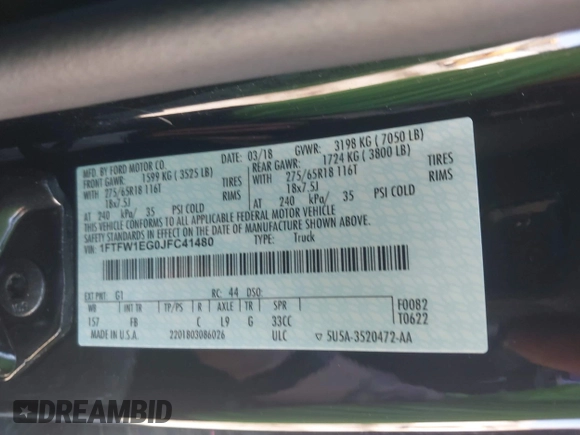 MFD. BY FORD MOTOR CO.
DATE: 03/18 GVWR: 3198 KG ( 7050 LB)
FRONT GAWR: 1599 KG ( 3525 LB)
REAR GAWR: 1724 KG ( 3800 LB)
WITH 275/65R18 116T TIRES
WITH 275/65R18 116T TIRES
18x7.5J RIMS
18x7.5J RIMS
AT 240 kPa/ 35 PSI COLD
AT 240 kPa/ 35 PSI COLD
THIS VEHICLE CONFORMS TO ALL APPLICABLE FEDERAL MOTOR VEHICLE
SAFETY STANDARDS IN EFFECT ON THE DATE OF MANUFACTURE SHOWN ABOVE.
VIN: 1FTFW1EG0JFC41480
TYPE: Truck
EXT PNT: G1 RC: 44 DSO:
WB INT TR TP/PS R AXLE TR SPR
157 FB C L9 G 33CC
F0082
T0622
MADE IN U.S.A. 2201803086026 ULC
5U5A-3520472-AA
DREAMBID